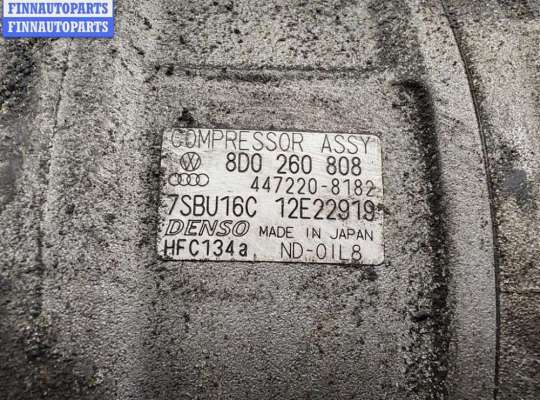 FINNAUTOPARTS
FINNAUTOPARTS
COMPRESSOR ASSY
8D0 260 808
447220-8182
7SBU16C 12E22919
DENSO MADE IN JAPAN
HFC134a ND-OIL8